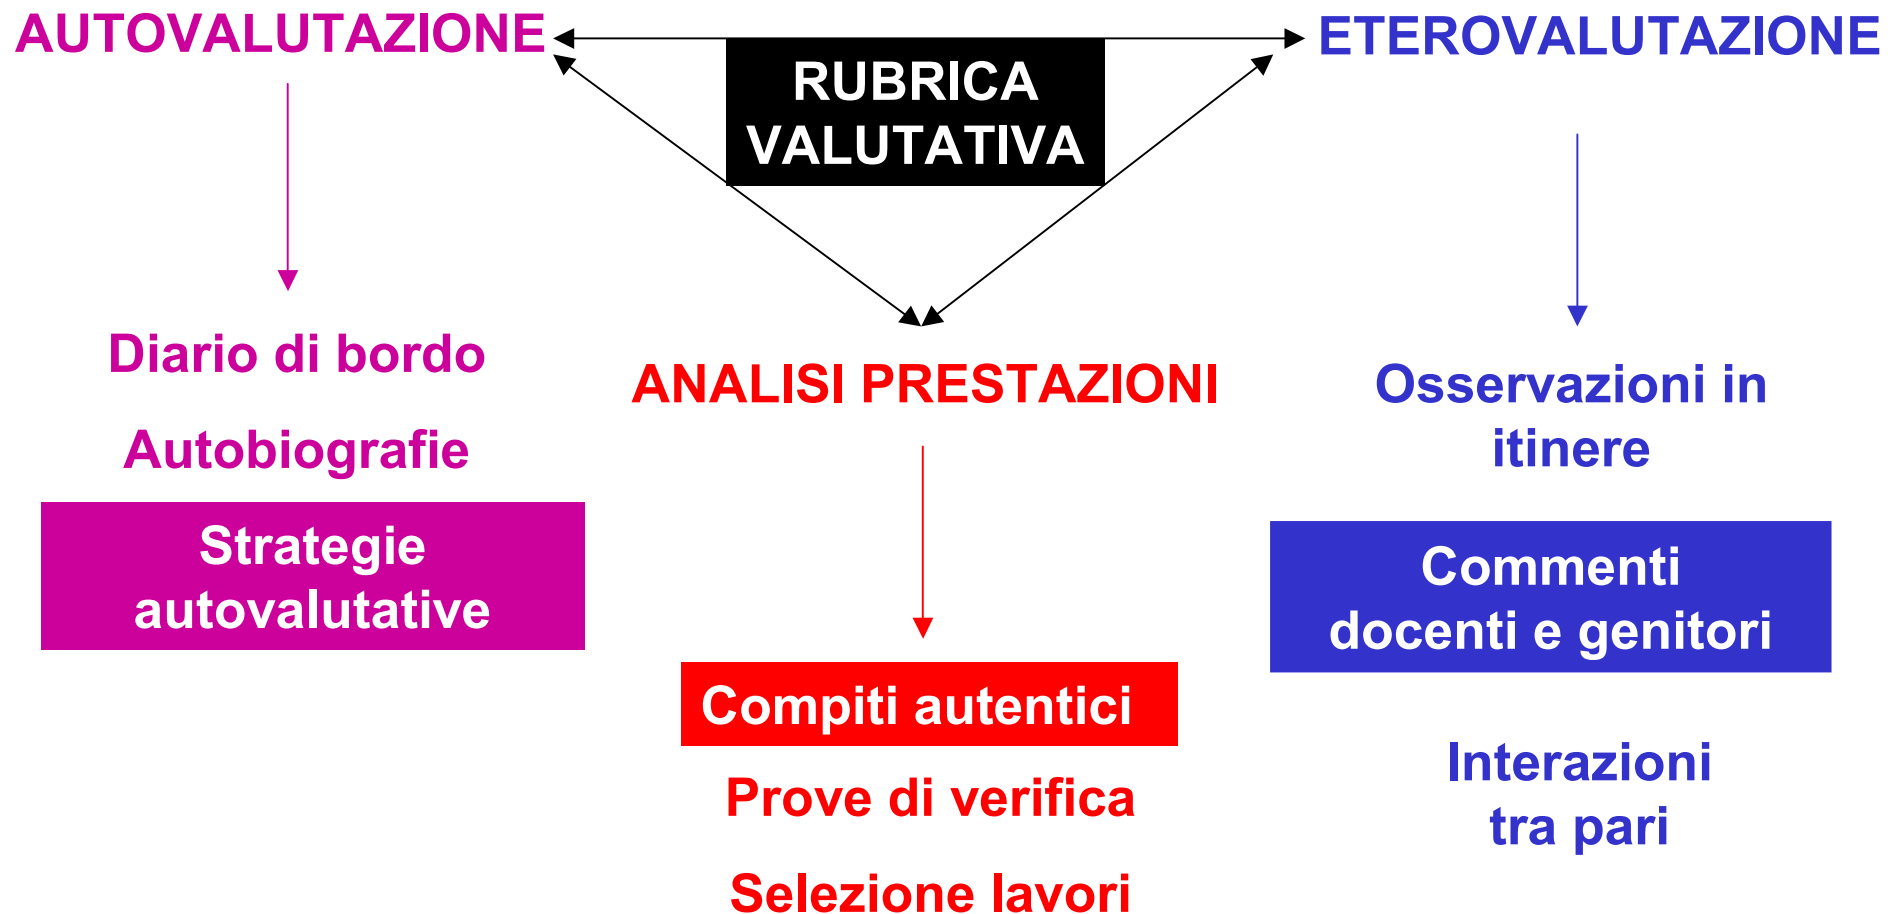 AUTOVALUTAZIONE
ETEROVALUTAZIONE
RUBRICA
VALUTATIVA
Diario di bordo
Autobiografie
Strategie
autovalutative
ANALISI PRESTAZIONI
Compiti autentici
Prove di verifica
Selezione lavori
Osservazioni in
itinere
Commenti
docenti e genitori
Interazioni
tra pari